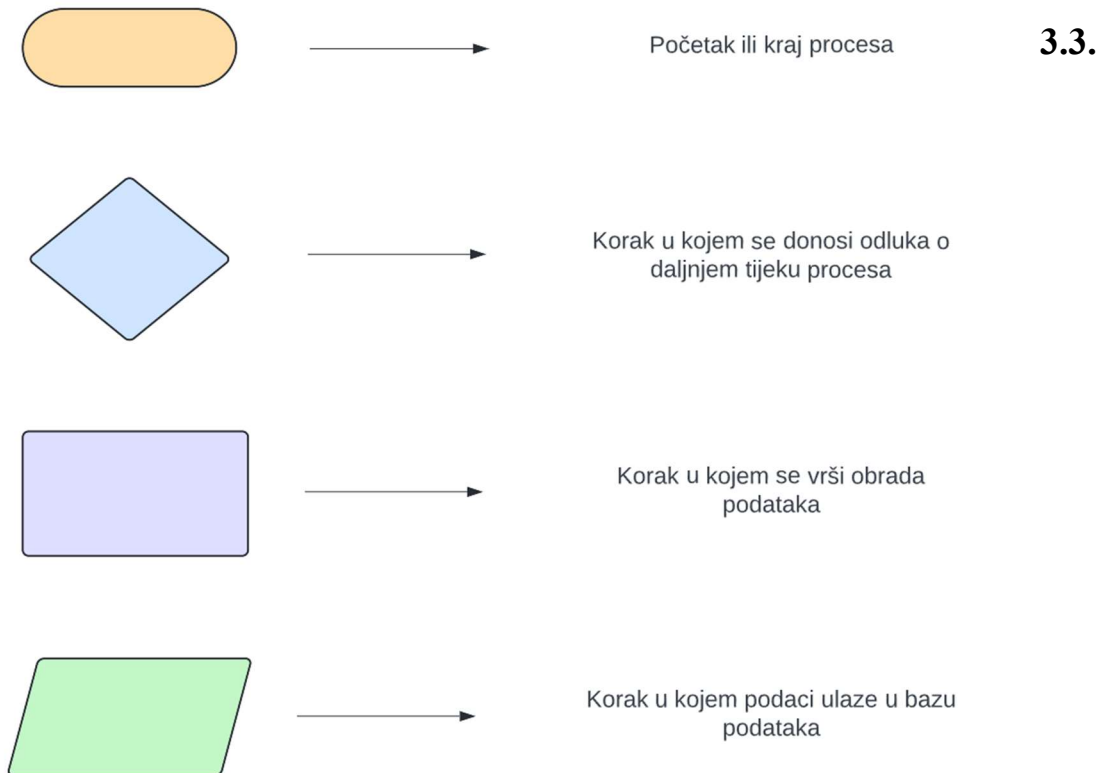 Početak ili kraj procesa
3.3.
Korak u kojem se donosi odluka o
daljnjem tijeku procesa
Korak u kojem se vrši obrada
podataka
Korak u kojem podaci ulaze u bazu
podataka